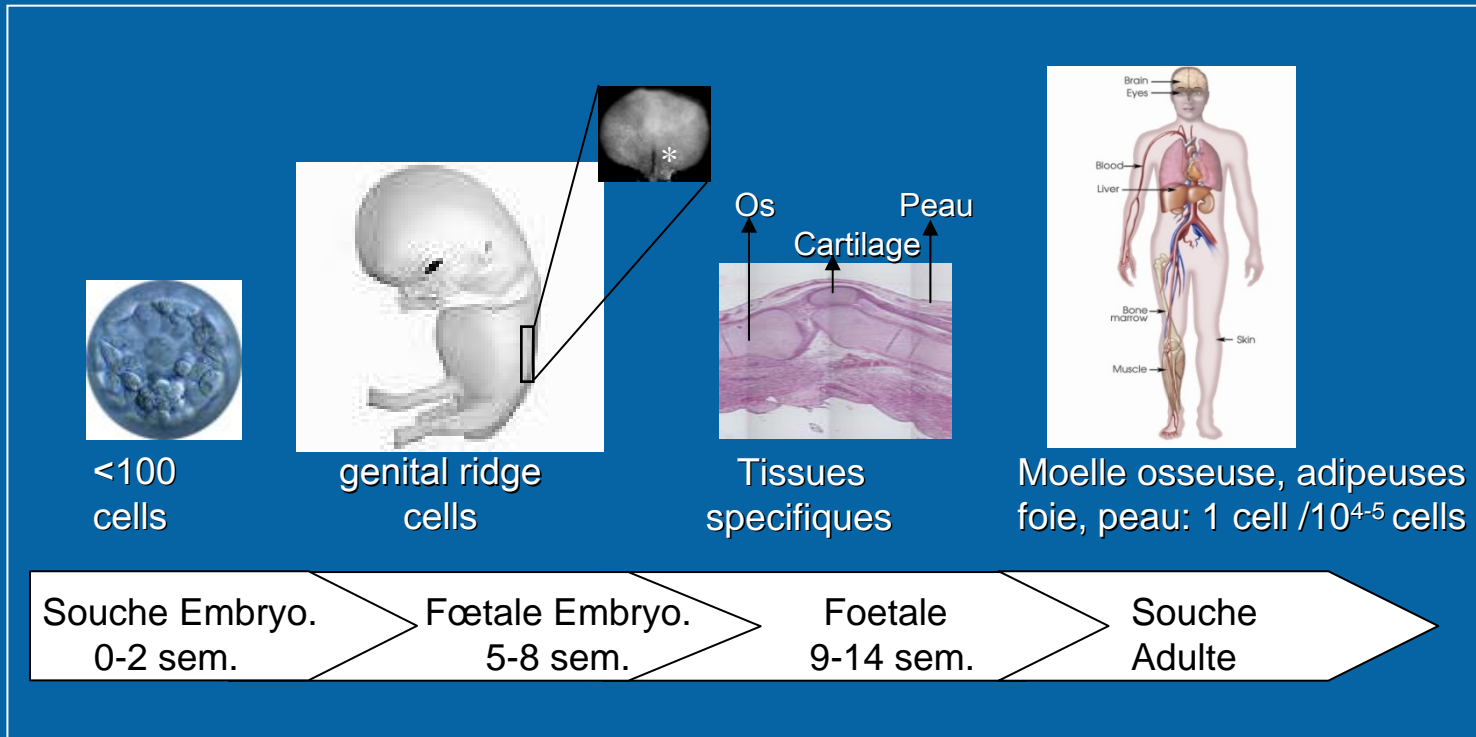 Os
Peau
Cartilage
Brain
Eyes
Blood
Liver
Bone
marrow
Skin
Muscle
*
<100
cells
genital ridge
cells
Tissues
specifiques
Moelle osseuse, adipeuses
foie, peau: 1 cell /10⁴⁻⁵ cells
Souche Embryo.
0-2 sem.
Fœtale Embryo.
5-8 sem.
Foetale
9-14 sem.
Souche
Adulte